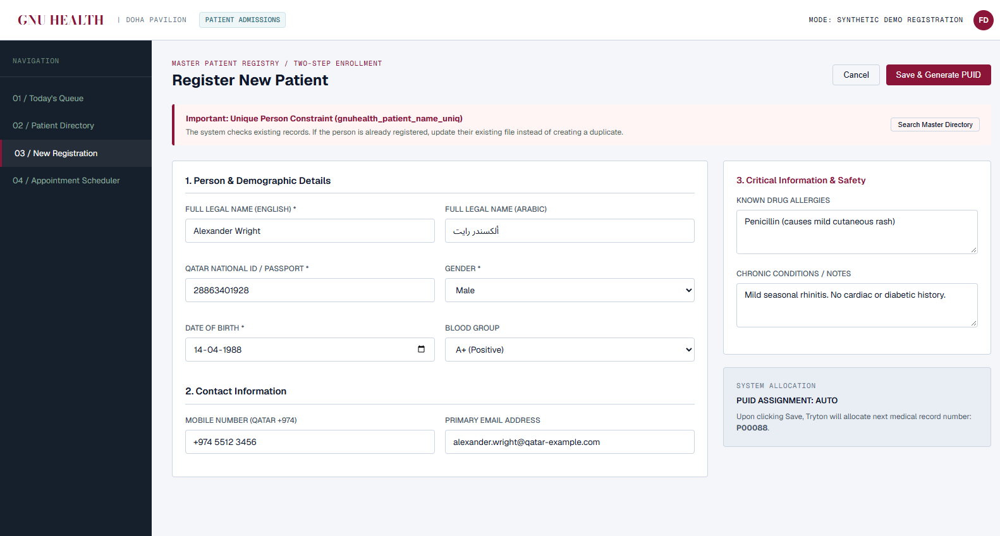 GNU HEALTH
| DOHA PAVILION
PATIENT ADMISSIONS
MODE: SYNTHETIC DEMO REGISTRATION
FD
NAVIGATION
01 / Today's Queue
02 / Patient Directory
03 / New Registration
04 / Appointment Scheduler
MASTER PATIENT REGISTRY / TWO-STEP ENROLLMENT
Register New Patient
Cancel
Save & Generate PUID
Important: Unique Person Constraint (gnuhealth_patient_name_uniq)
The system checks existing records. If the person is already registered, update their existing file instead of creating a duplicate.
Search Master Directory
1. Person & Demographic Details
FULL LEGAL NAME (ENGLISH) *
Alexander Wright
FULL LEGAL NAME (ARABIC)
ألكسندر رايت
QATAR NATIONAL ID / PASSPORT *
28863401928
GENDER *
Male
DATE OF BIRTH *
14-04-1988
BLOOD GROUP
A+ (Positive)
2. Contact Information
MOBILE NUMBER (QATAR +974)
+974 5512 3456
PRIMARY EMAIL ADDRESS
alexander.wright@qatar-example.com
3. Critical Information & Safety
KNOWN DRUG ALLERGIES
Penicillin (causes mild cutaneous rash)
CHRONIC CONDITIONS / NOTES
Mild seasonal rhinitis. No cardiac or diabetic history.
SYSTEM ALLOCATION
PUID ASSIGNMENT: AUTO
Upon clicking Save, Tryton will allocate next medical record number:
P00088.